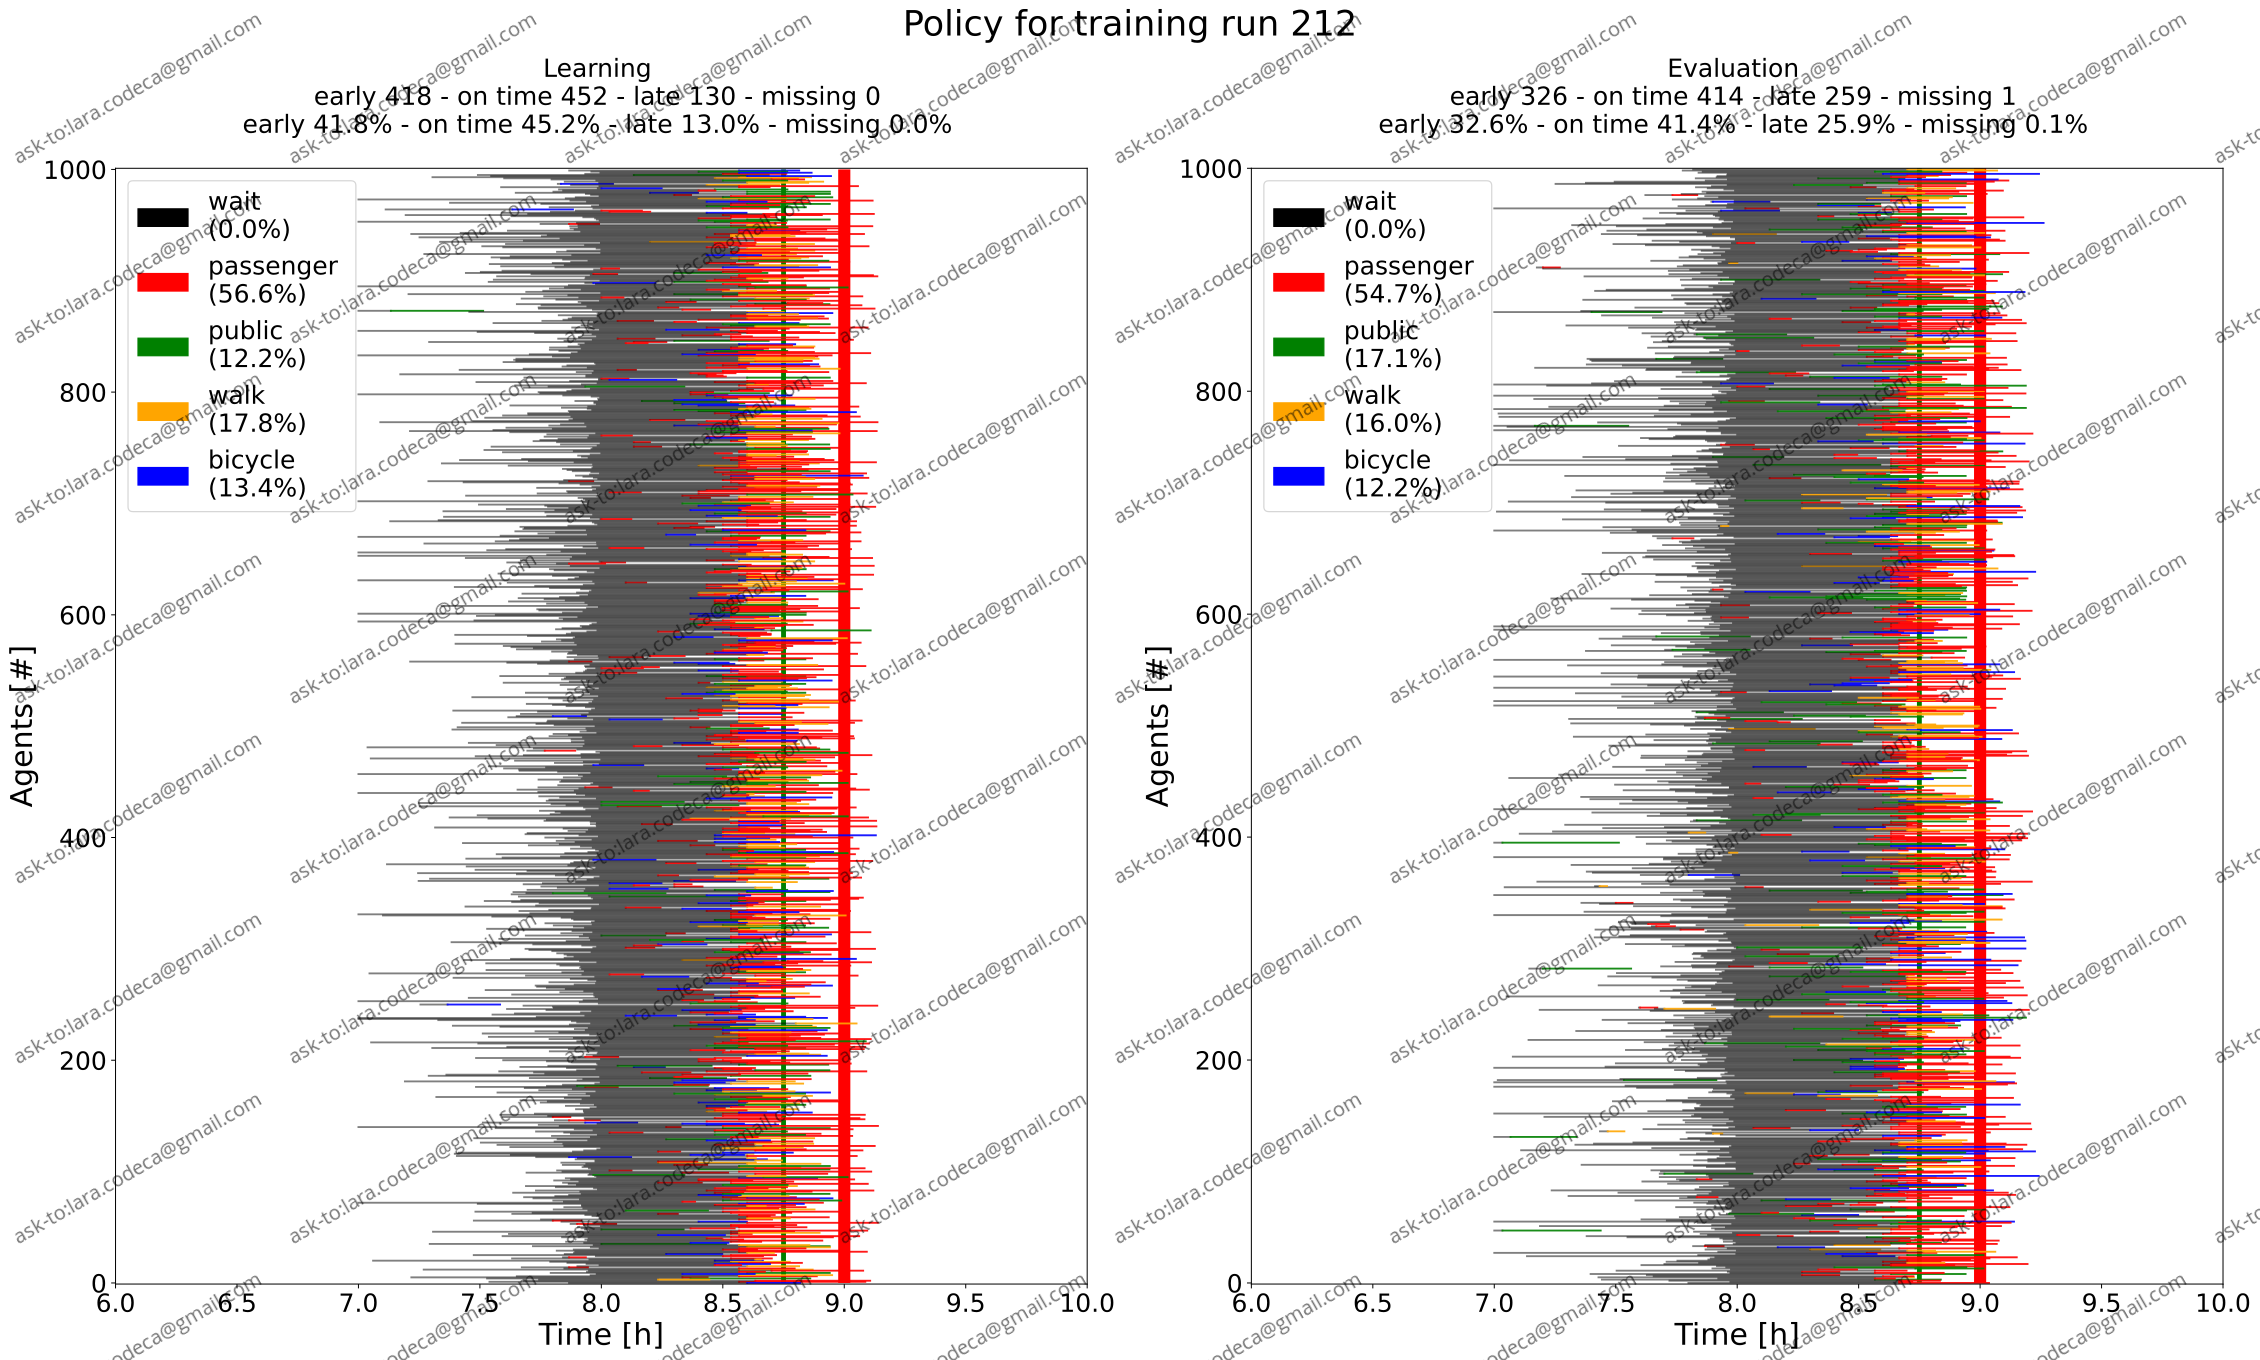 Policy for training run 212
Learning
early 418 - on time 452 - late 130 - missing 0
early 41.8% - on time 45.2% - late 13.0% - missing 0.0%
Evaluation
early 326 - on time 414 - late 259 - missing 1
early 32.6% - on time 41.4% - late 25.9% - missing 0.1%
wait
(0.0%)
passenger
(56.6%)
public
(12.2%)
walk
(17.8%)
bicycle
(13.4%)
1000
800
600
400
200
0
Agents [#]
6.0 6.5 7.0 7.5 8.0 8.5 9.0 9.5 10.0
Time [h]
wait
(0.0%)
passenger
(54.7%)
public
(17.1%)
walk
(16.0%)
bicycle
(12.2%)
1000
800
600
400
200
0
Agents [#]
6.0 6.5 7.0 7.5 8.0 8.5 9.0 9.5 10.0
Time [h]
ask-to:lara.codeca@gmail.com